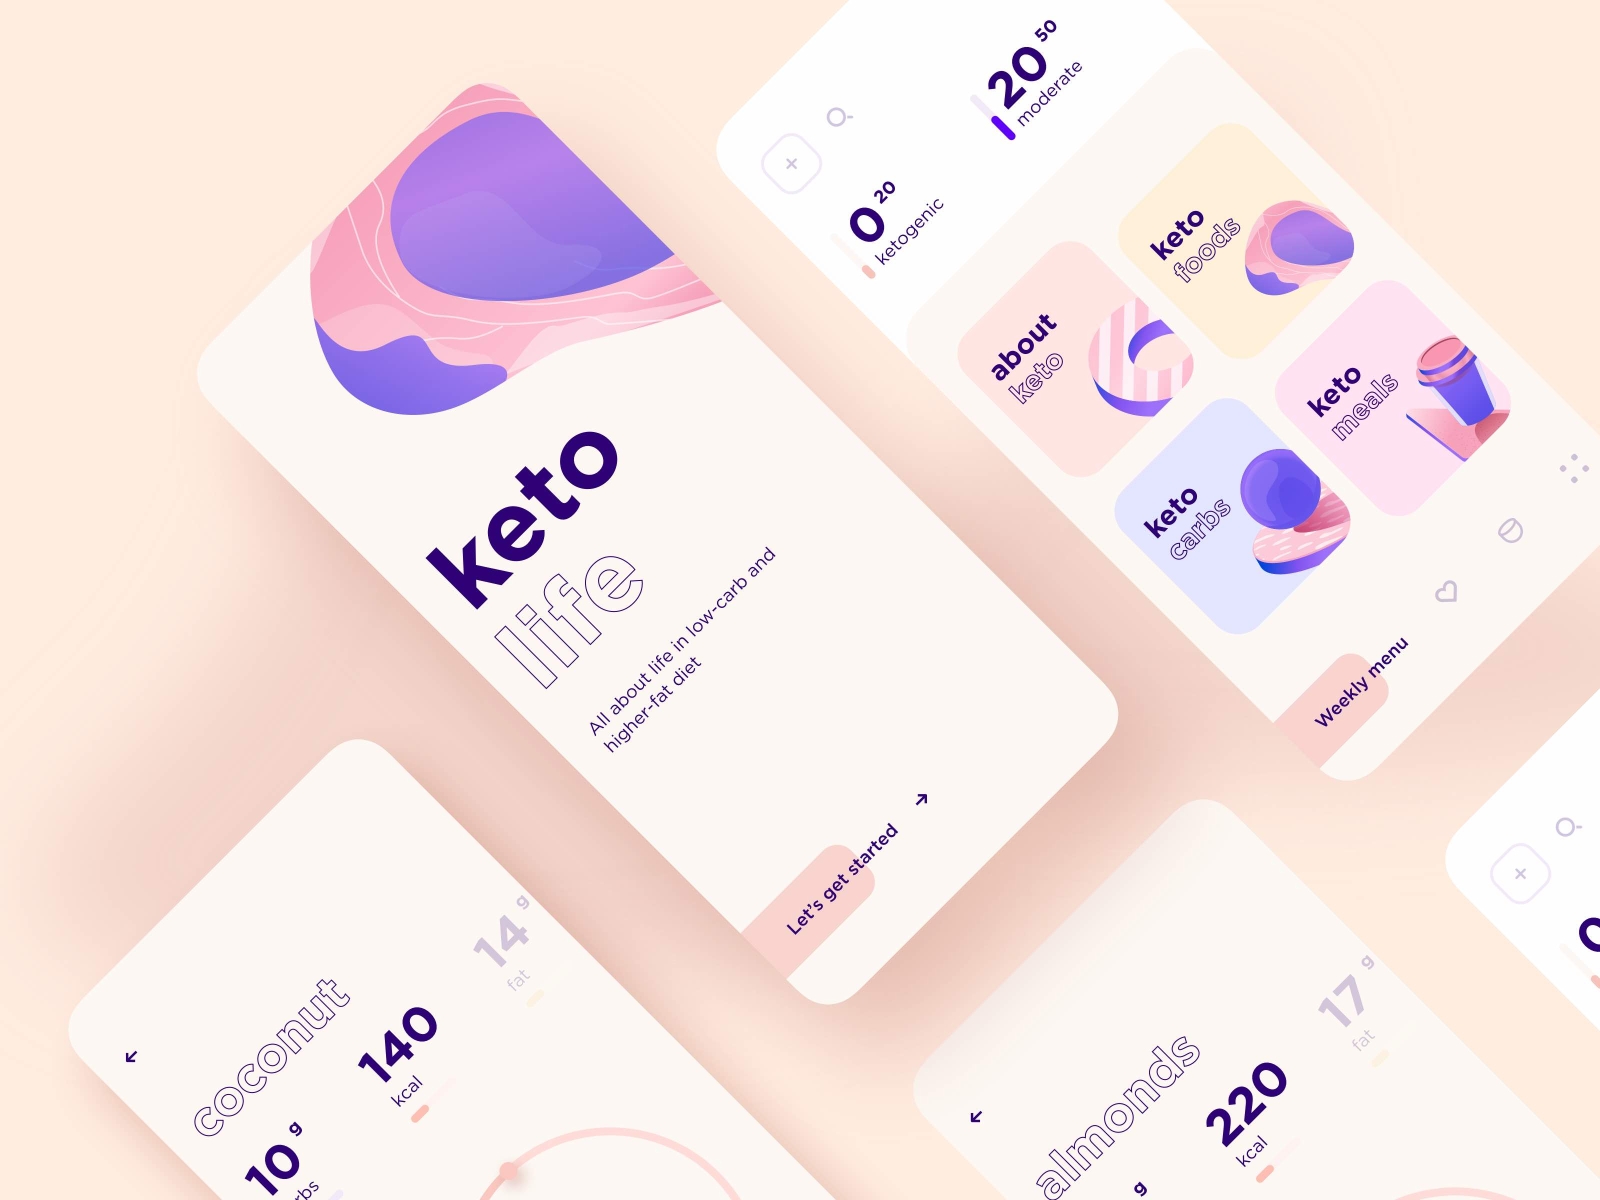 keto
life
All about life in low-carb and
higher-fat diet
Let's get started
0 20
ketogenic
20 50
moderate
about
keto
keto
foods
keto
carbs
keto
meals
Weekly menu
coconut
10 g
140
kcal
14 g
fat
almonds
g
220
kcal
17 g
fat
0